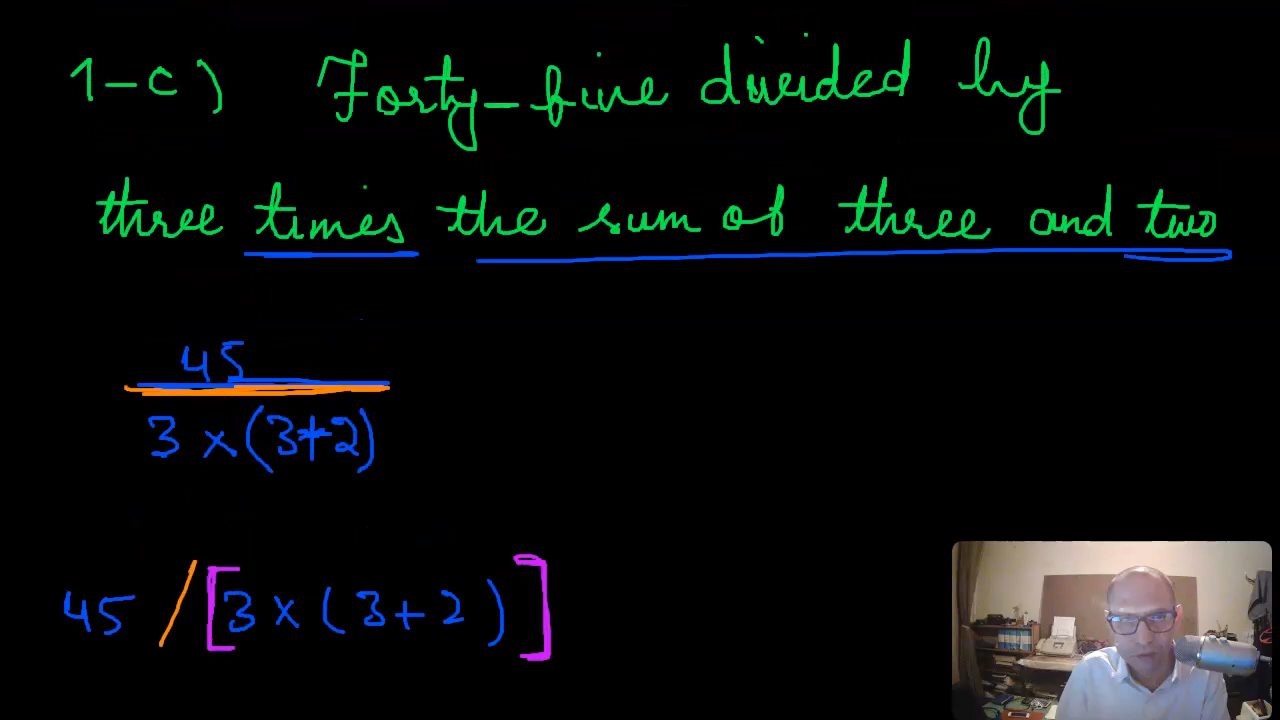 1-c) Forty-five divided by
three times the sum of three and two
45
3 × (3+2)
45 / [3 × (3+2)]